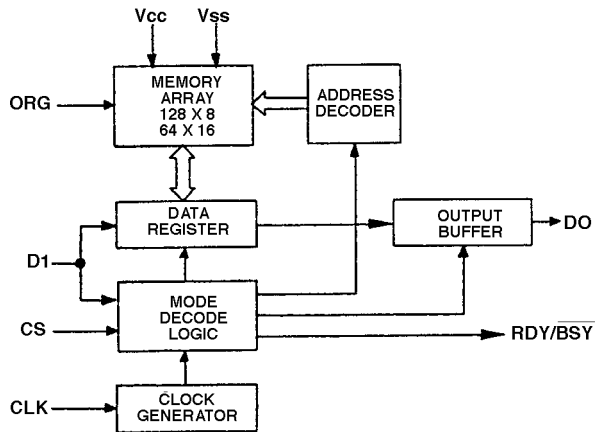 Vcc
Vss
ORG
MEMORY
ARRAY
128 X 8
64 X 16
ADDRESS
DECODER
DATA
REGISTER
OUTPUT
BUFFER
DO
D1
MODE
DECODE
LOGIC
CS
RDY/BSY
CLK
CLOCK
GENERATOR